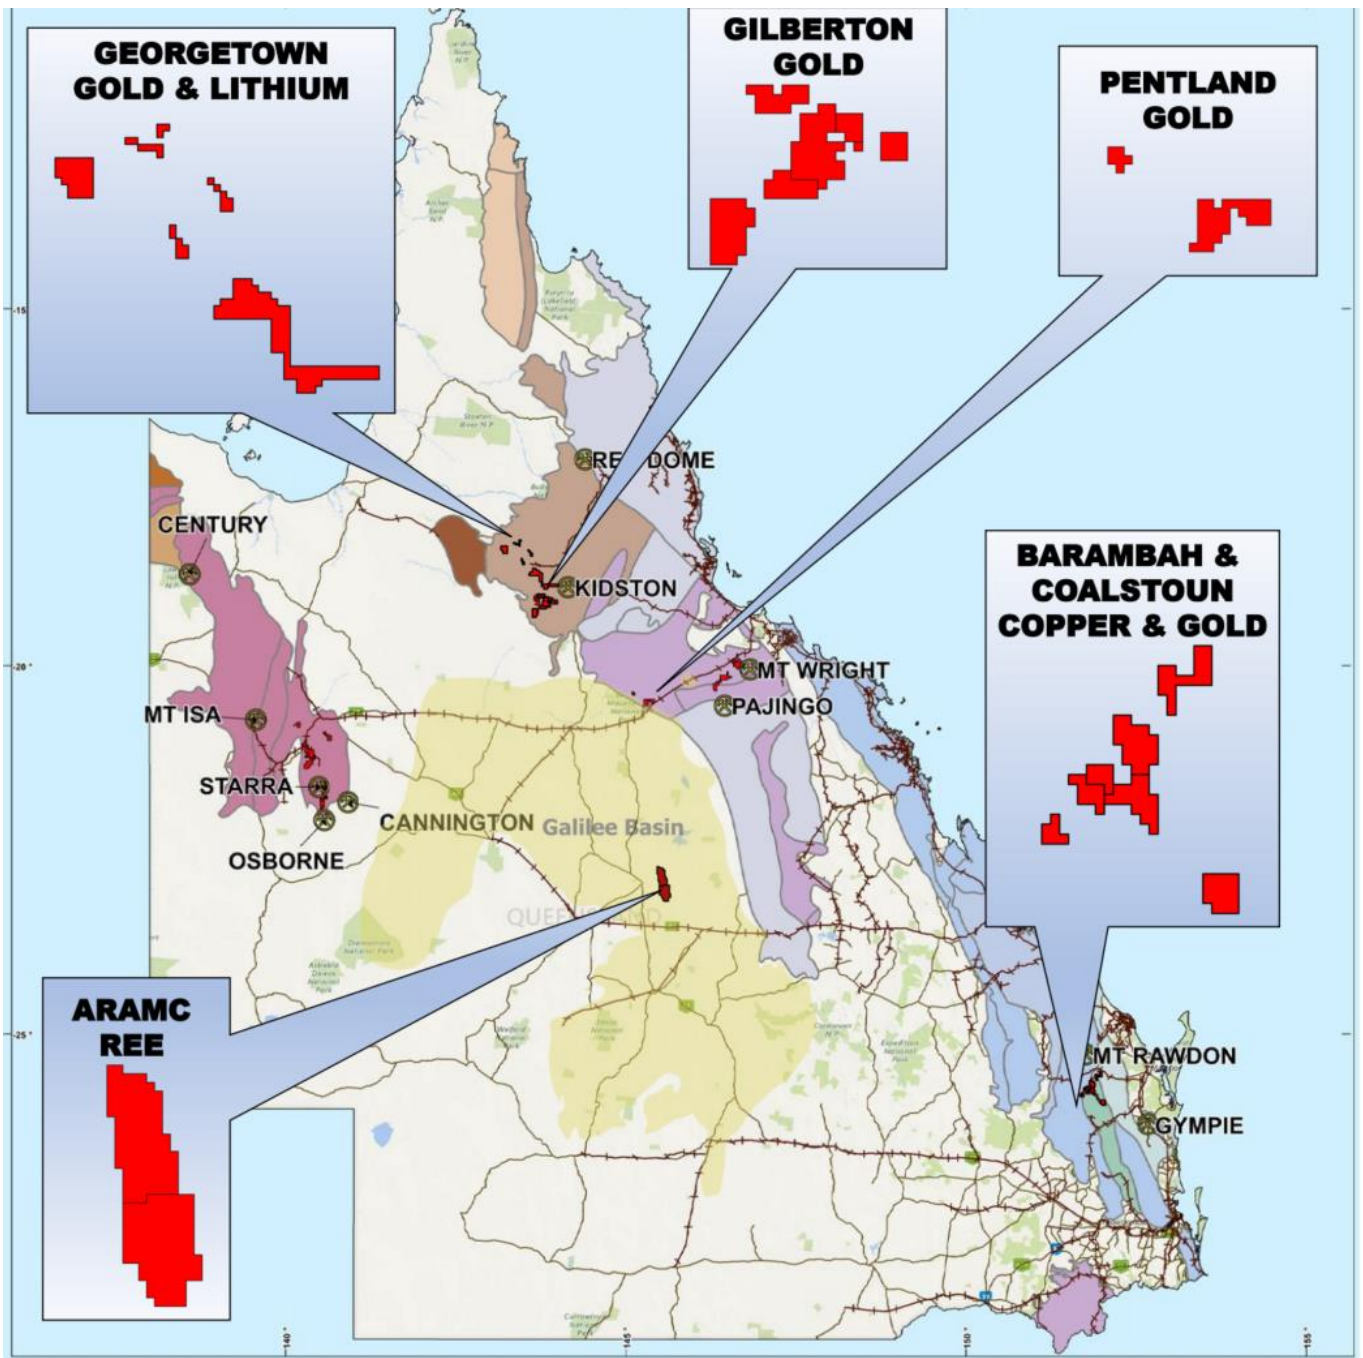 GEORGETOWN
GOLD & LITHIUM
GILBERTON
GOLD
PENTLAND
GOLD
-15
CENTURY
KIDSTON
BARAMBAH &
COALSTOUN
COPPER & GOLD
-20°
MT WRIGHT
PAJINGO
MT ISA
STARRA
CANNINGTON
Galilee Basin
OSBORNE
ARAMC
REE
-25°
MT RAWDON
GYMPIE
140°
145°
150°
155°